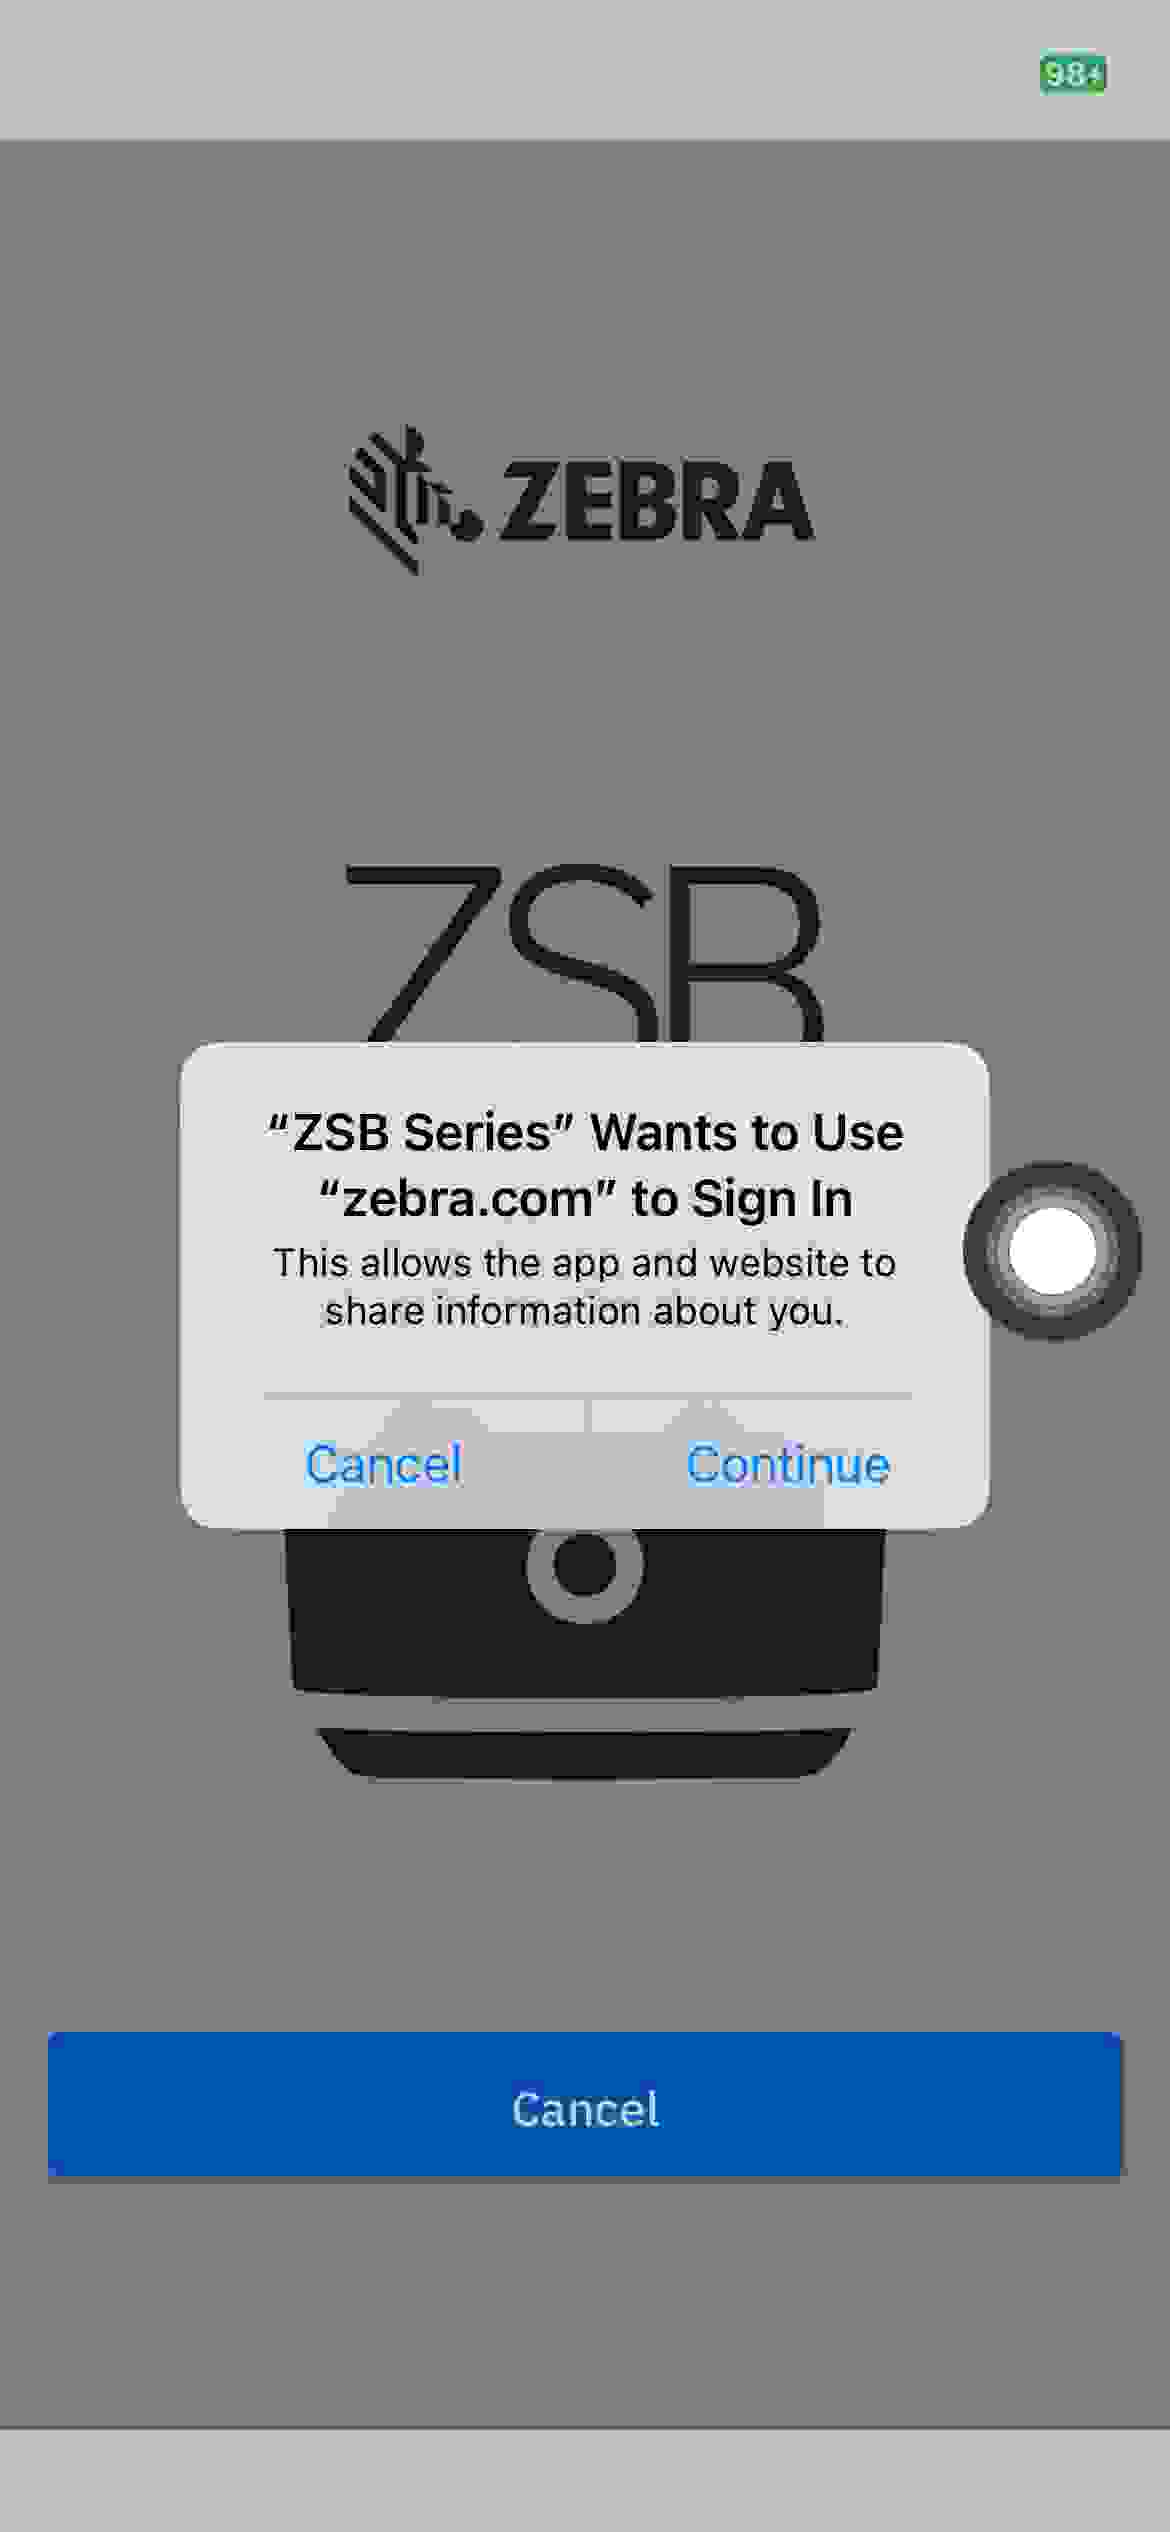 98
ZEBRA
ZSB
“ZSB Series” Wants to Use
“zebra.com” to Sign In
This allows the app and website to
share information about you.
Cancel
Continue
Cancel